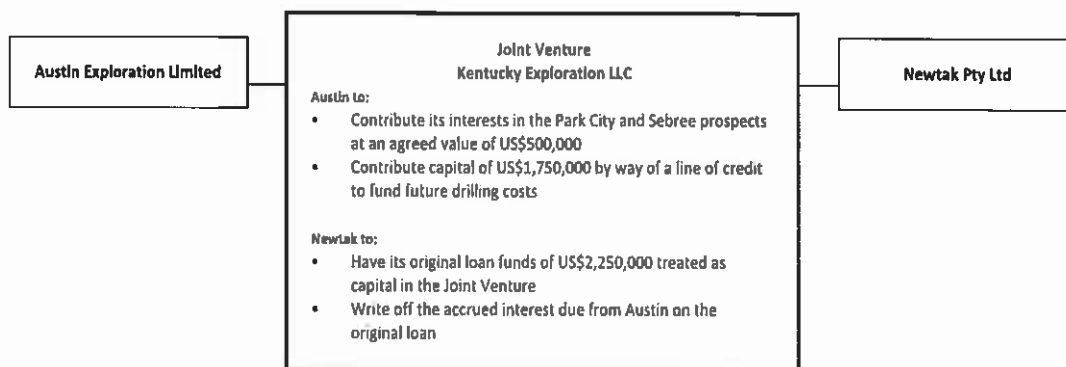 Austin Exploration Limited
Joint Venture
Kentucky Exploration LLC
Austin to:
• Contribute its interests in the Park City and Sebree prospects
at an agreed value of US$500,000
• Contribute capital of US$1,750,000 by way of a line of credit
to fund future drilling costs
Newtak to:
• Have its original loan funds of US$2,250,000 treated as
capital in the Joint Venture
• Write off the accrued interest due from Austin on the
original loan
Newtak Pty Ltd